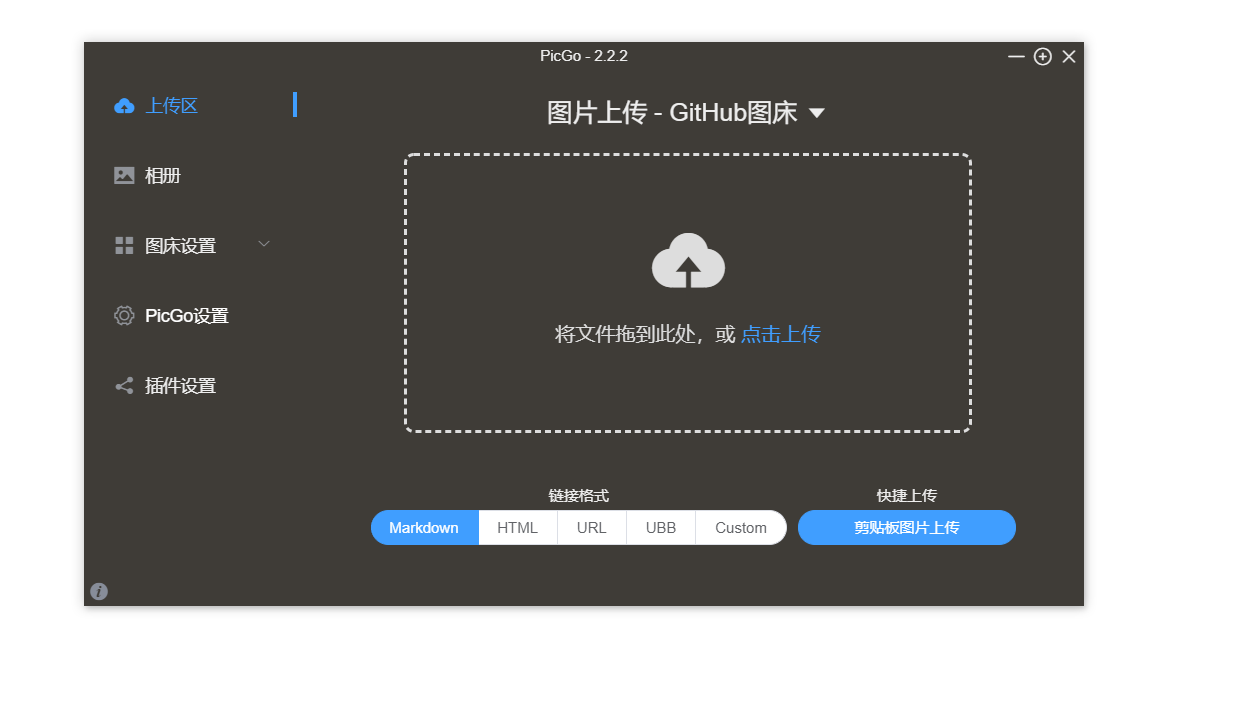 PicGo - 2.2.2
上传区
相册
图床设置
PicGo设置
插件设置
图片上传 - GitHub图床
将文件拖到此处，或 点击上传
链接格式
Markdown HTML URL UBB Custom
快捷上传
剪贴板图片上传
i